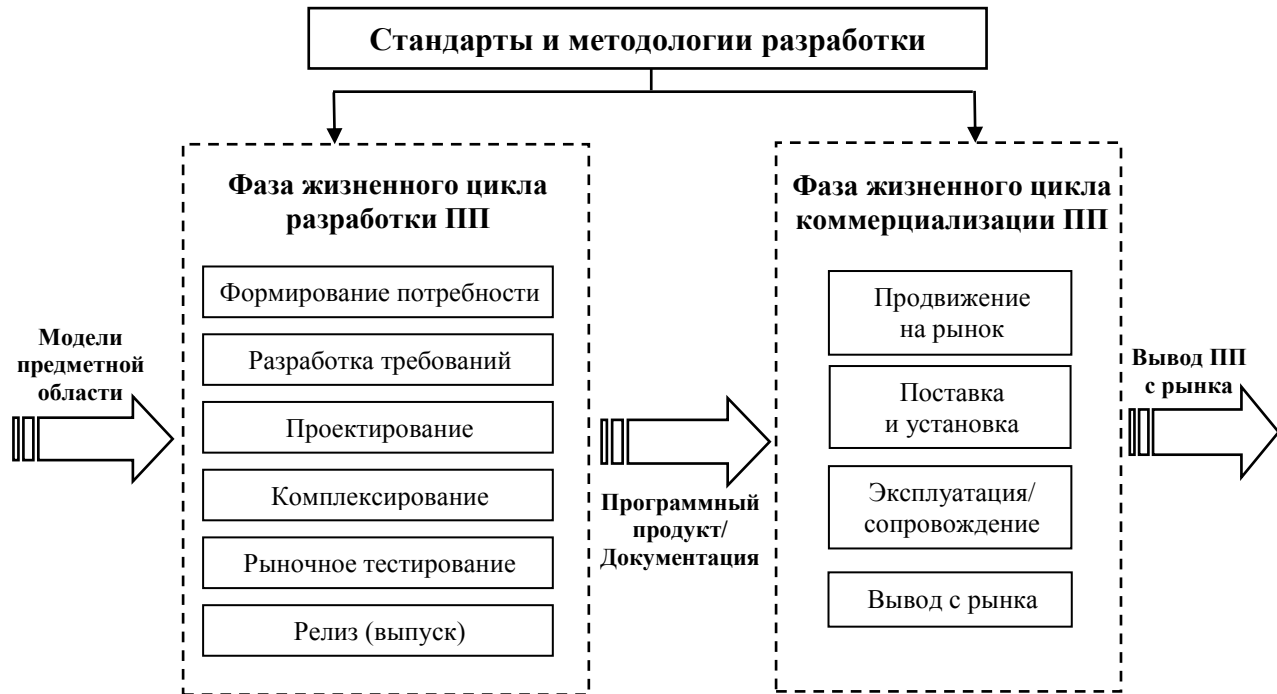 Стандарты и методологии разработки
Фаза жизненного цикла
разработки ПП
Формирование потребности
Разработка требований
Проектирование
Комплексирование
Рыночное тестирование
Релиз (выпуск)
Фаза жизненного цикла
коммерциализации ПП
Продвижение
на рынок
Поставка
и установка
Эксплуатация/
сопровождение
Вывод с рынка
Модели
предметной
области
Программный
продукт/
Документация
Вывод ПП
с рынка